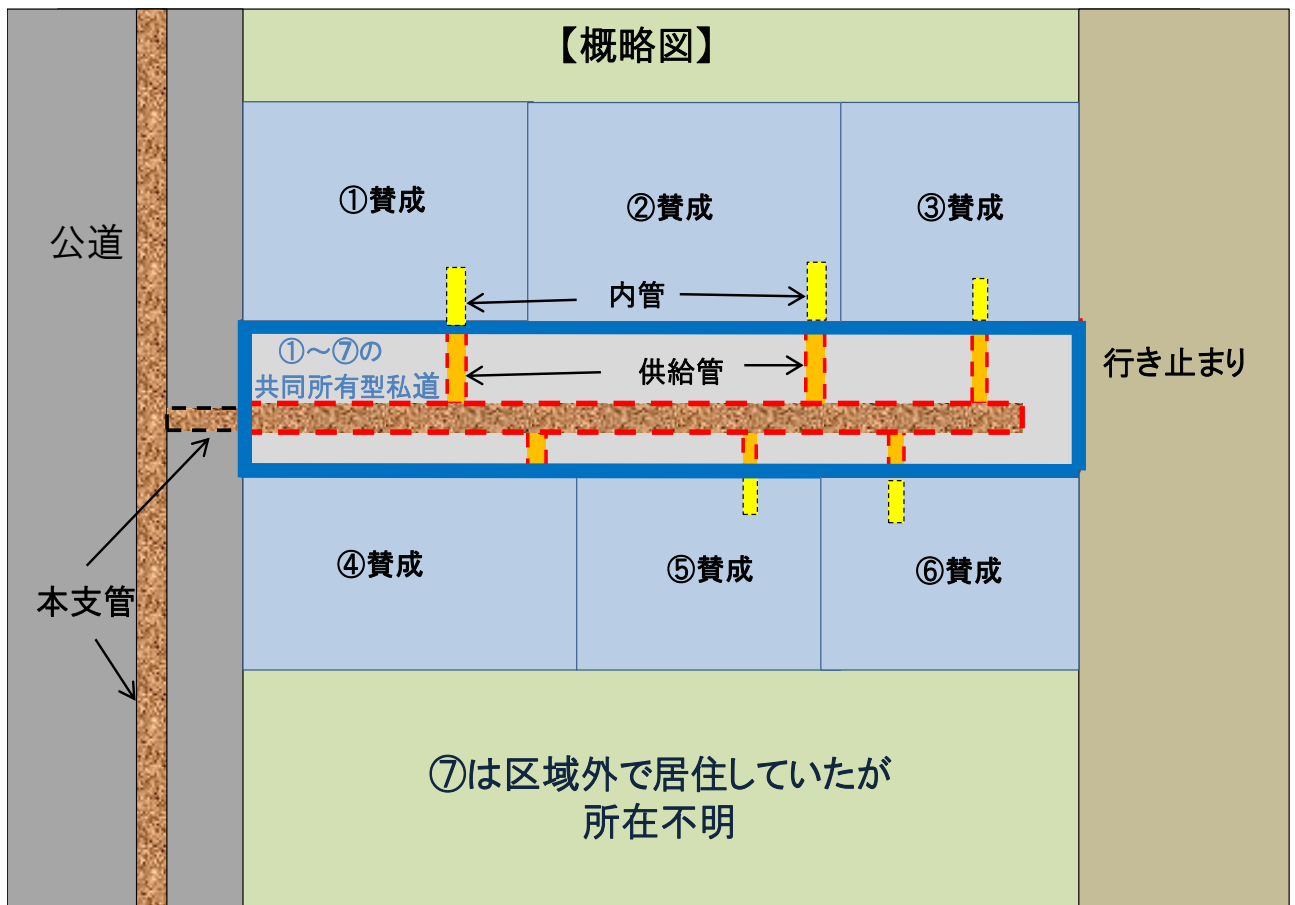 【概略図】
①賛成
②賛成
③賛成
公道
内管
①～⑦の
共同所有型私道
供給管
行き止まり
④賛成
⑤賛成
⑥賛成
本支管
⑦は区域外で居住していたが
所在不明